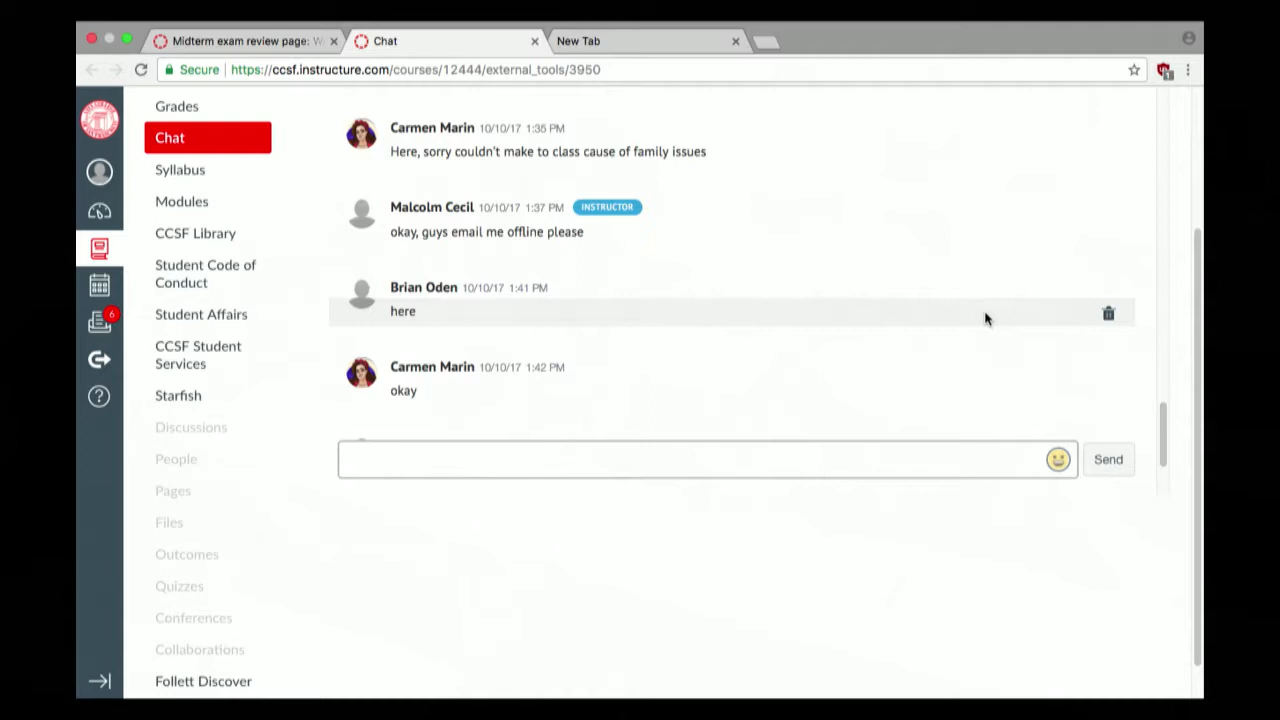 Midterm exam review page: W
Chat
New Tab
Secure https://ccsf.instructure.com/courses/12444/external_tools/3950
1
Grades
Chat
Syllabus
Modules
CCSF Library
Student Code of
Conduct
Student Affairs
6
CCSF Student
Services
Starfish
Discussions
People
Pages
Files
Outcomes
Quizzes
Conferences
Collaborations
Follett Discover
Carmen Marin 10/10/17 1:35 PM
Here, sorry couldn't make to class cause of family issues
Malcolm Cecil 10/10/17 1:37 PM INSTRUCTOR
okay, guys email me offline please
Brian Oden 10/10/17 1:41 PM
here
Carmen Marin 10/10/17 1:42 PM
okay
Send